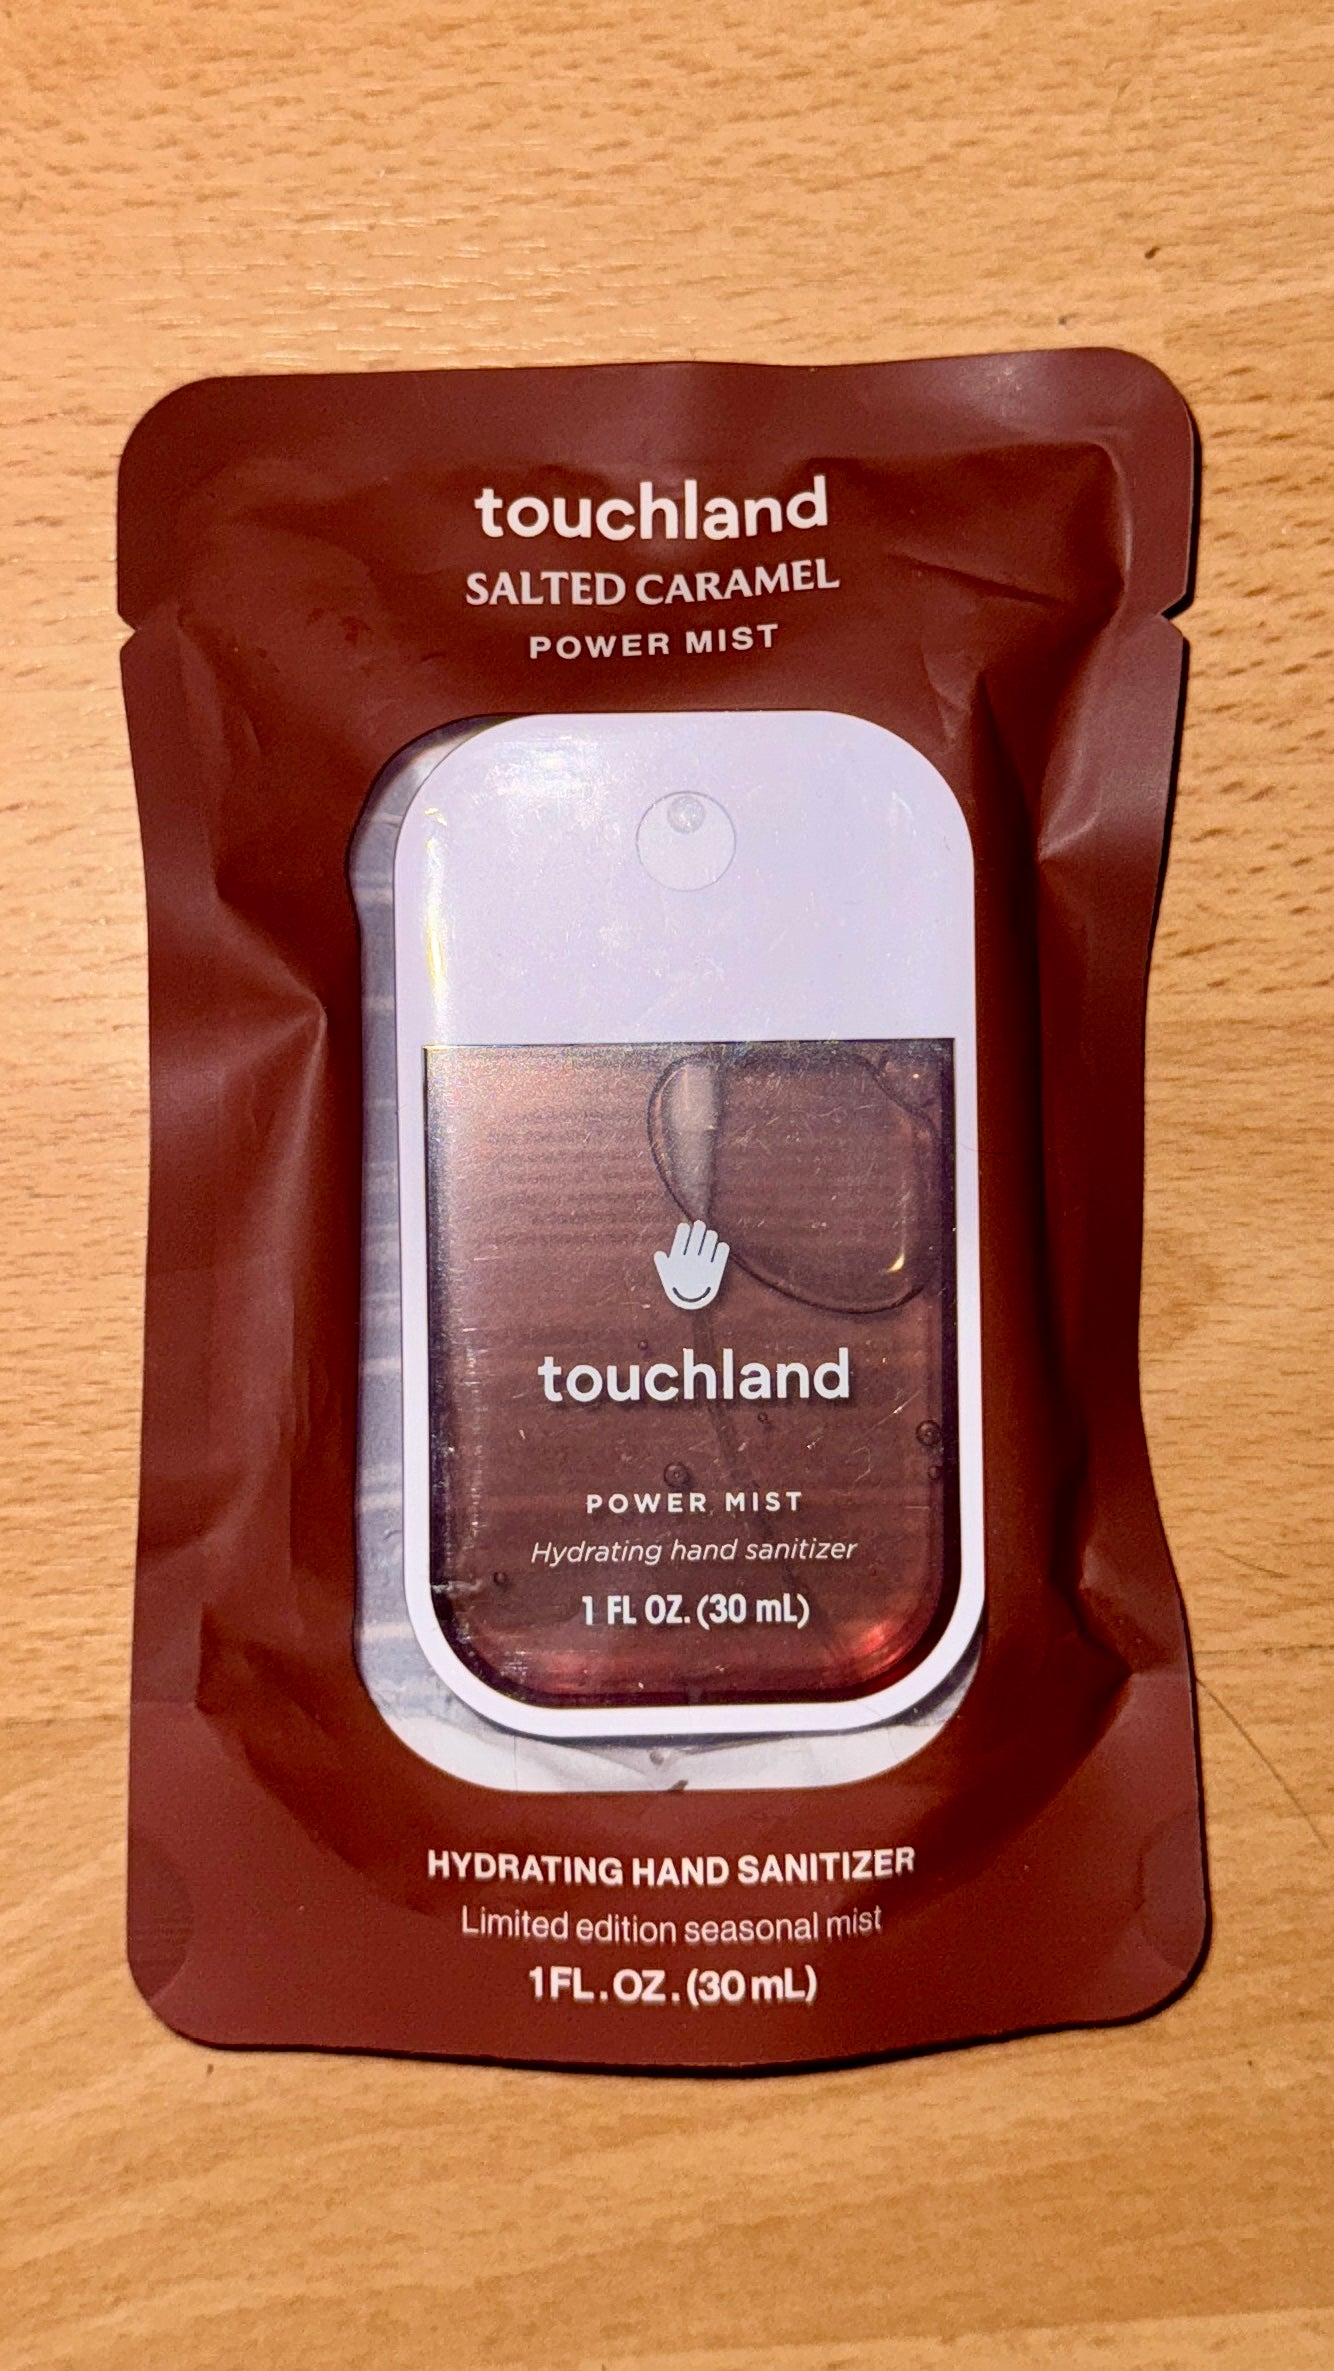 touchland
SALTED CARAMEL
POWER MIST
touchland
POWER MIST
Hydrating hand sanitizer
1 FL OZ. (30 mL)
HYDRATING HAND SANITIZER
Limited edition seasonal mist
1FL.OZ.(30mL)